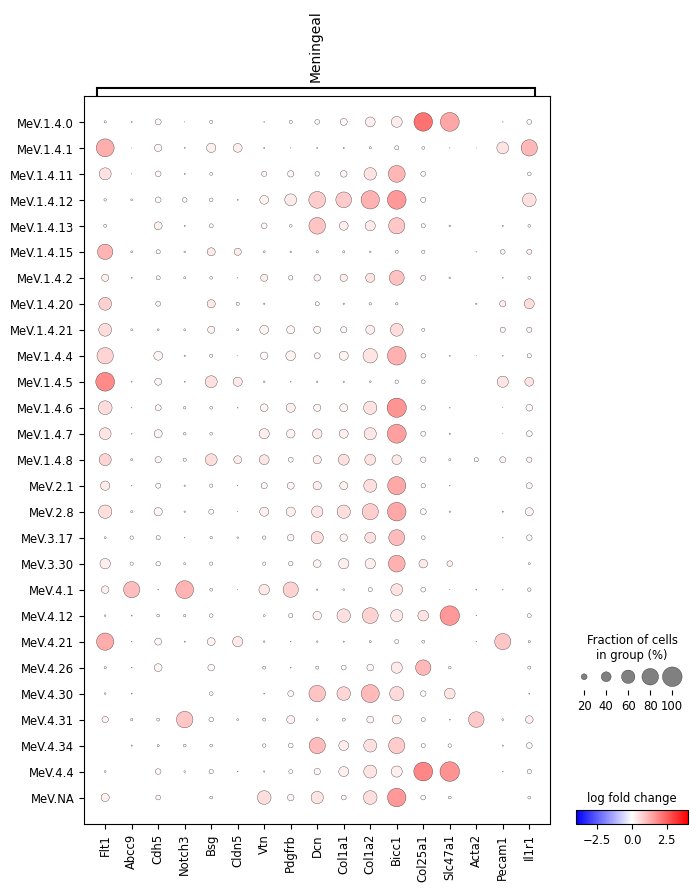 Meningeal
MeV.1.4.0
MeV.1.4.1
MeV.1.4.11
MeV.1.4.12
MeV.1.4.13
MeV.1.4.15
MeV.1.4.2
MeV.1.4.20
MeV.1.4.21
MeV.1.4.4
MeV.1.4.5
MeV.1.4.6
MeV.1.4.7
MeV.1.4.8
MeV.2.1
MeV.2.8
MeV.3.17
MeV.3.30
MeV.4.1
MeV.4.12
MeV.4.21
MeV.4.26
MeV.4.30
MeV.4.31
MeV.4.34
MeV.4.4
MeV.NA
Flt1
Abcc9
Cdh5
Notch3
Bsg
Cldn5
Vtn
Pdgfrb
Dcn
Col1a1
Col1a2
Bicc1
Col25a1
Slc47a1
Acta2
Pecam1
Il1r1
Fraction of cells
in group (%)
20 40 60 80 100
log fold change
−2.5 0.0 2.5